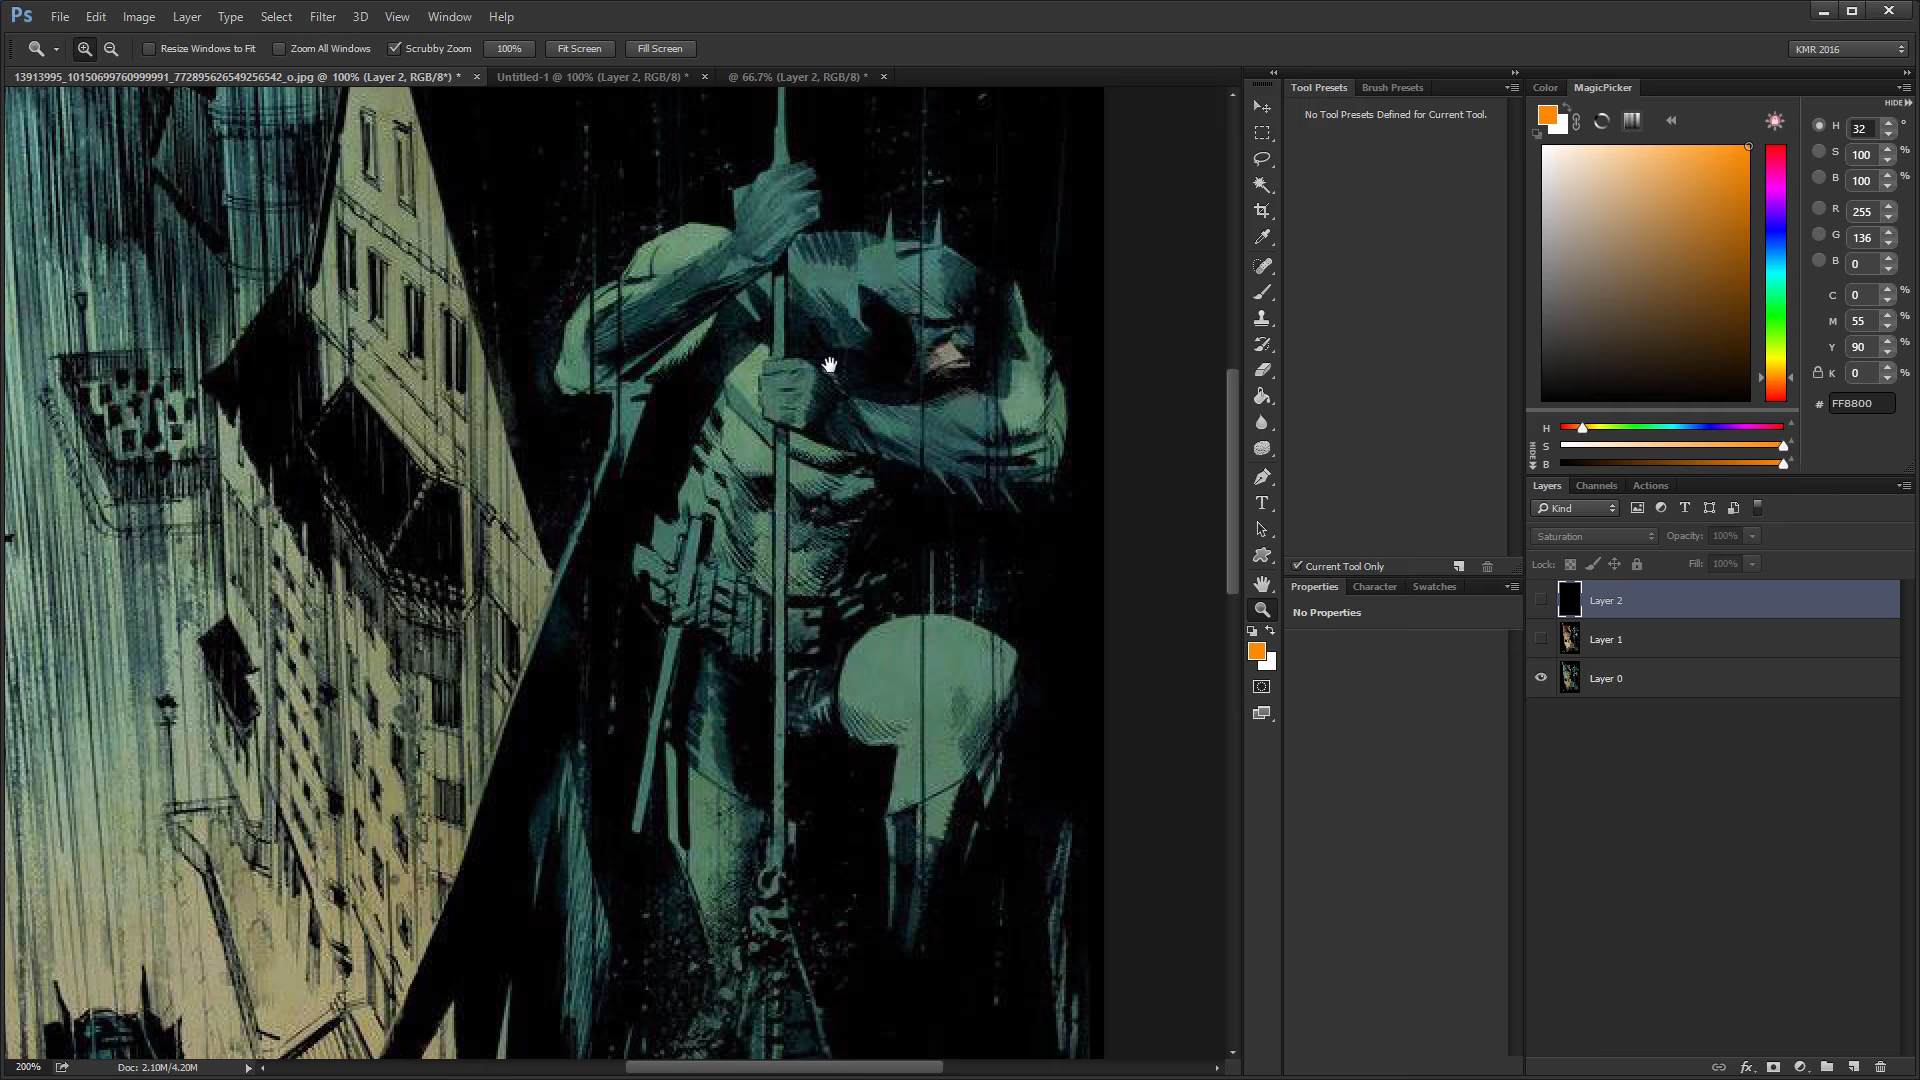 Ps File Edit Image Layer Type Select Filter 3D View Window Help
Resize Windows to Fit Zoom All Windows Scrubby Zoom 100% Fit Screen Fill Screen KMR 2016
13913995_10150699760999991_772895626549256542_o.jpg @ 100% (Layer 2, RGB/8*) * Untitled-1 @ 100% (Layer 2, RGB/8) * @ 66.7% (Layer 2, RGB/8) *
Tool Presets Brush Presets
No Tool Presets Defined for Current Tool.
Current Tool Only
Properties Character Swatches
No Properties
Color MagicPicker
HIDE
H 32 °
S 100 %
B 100 %
R 255
G 136
B 0
C 0 %
M 55 %
Y 90 %
K 0 %
# FF8800
H
S
B
HIDE
Layers Channels Actions
Kind
Saturation Opacity: 100%
Lock: Fill: 100%
Layer 2
Layer 1
Layer 0
200% Doc: 2.10M/4.20M